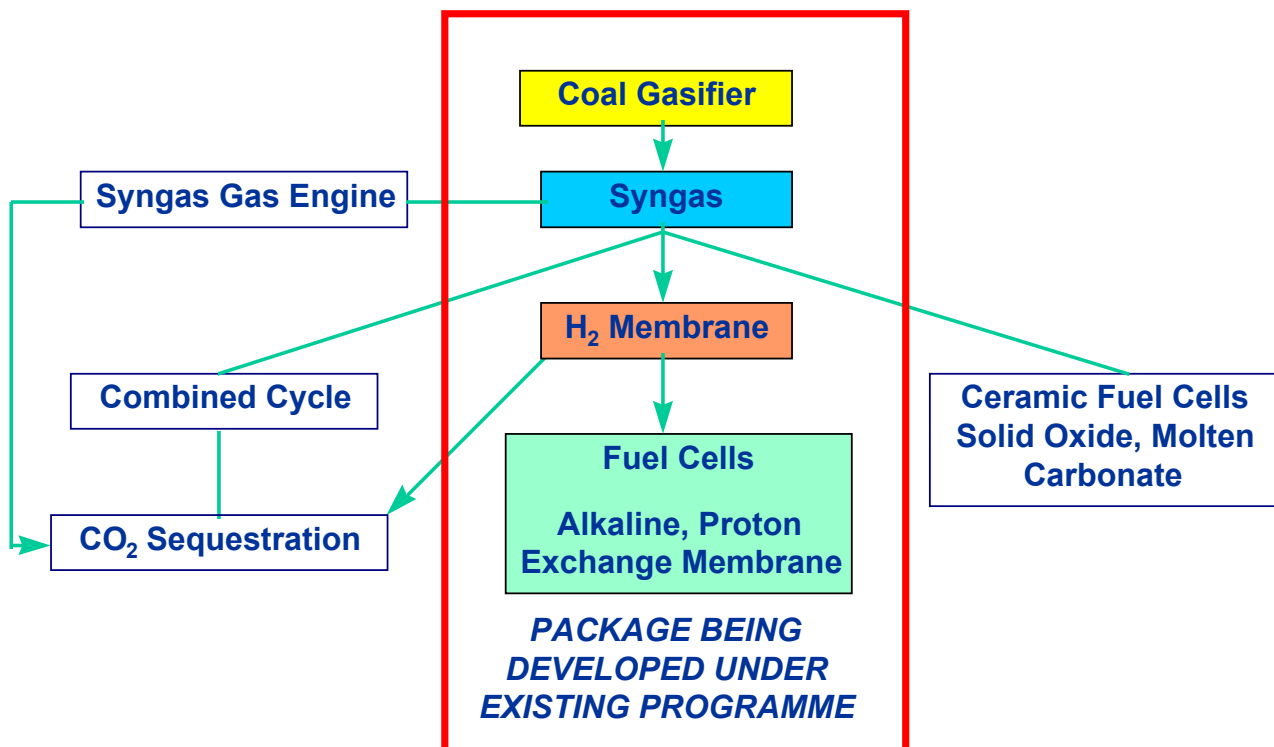 Coal Gasifier
Syngas Gas Engine
Syngas
H₂ Membrane
Combined Cycle
Ceramic Fuel Cells
Solid Oxide, Molten
Carbonate
Fuel Cells
Alkaline, Proton
Exchange Membrane
CO₂ Sequestration
PACKAGE BEING
DEVELOPED UNDER
EXISTING PROGRAMME